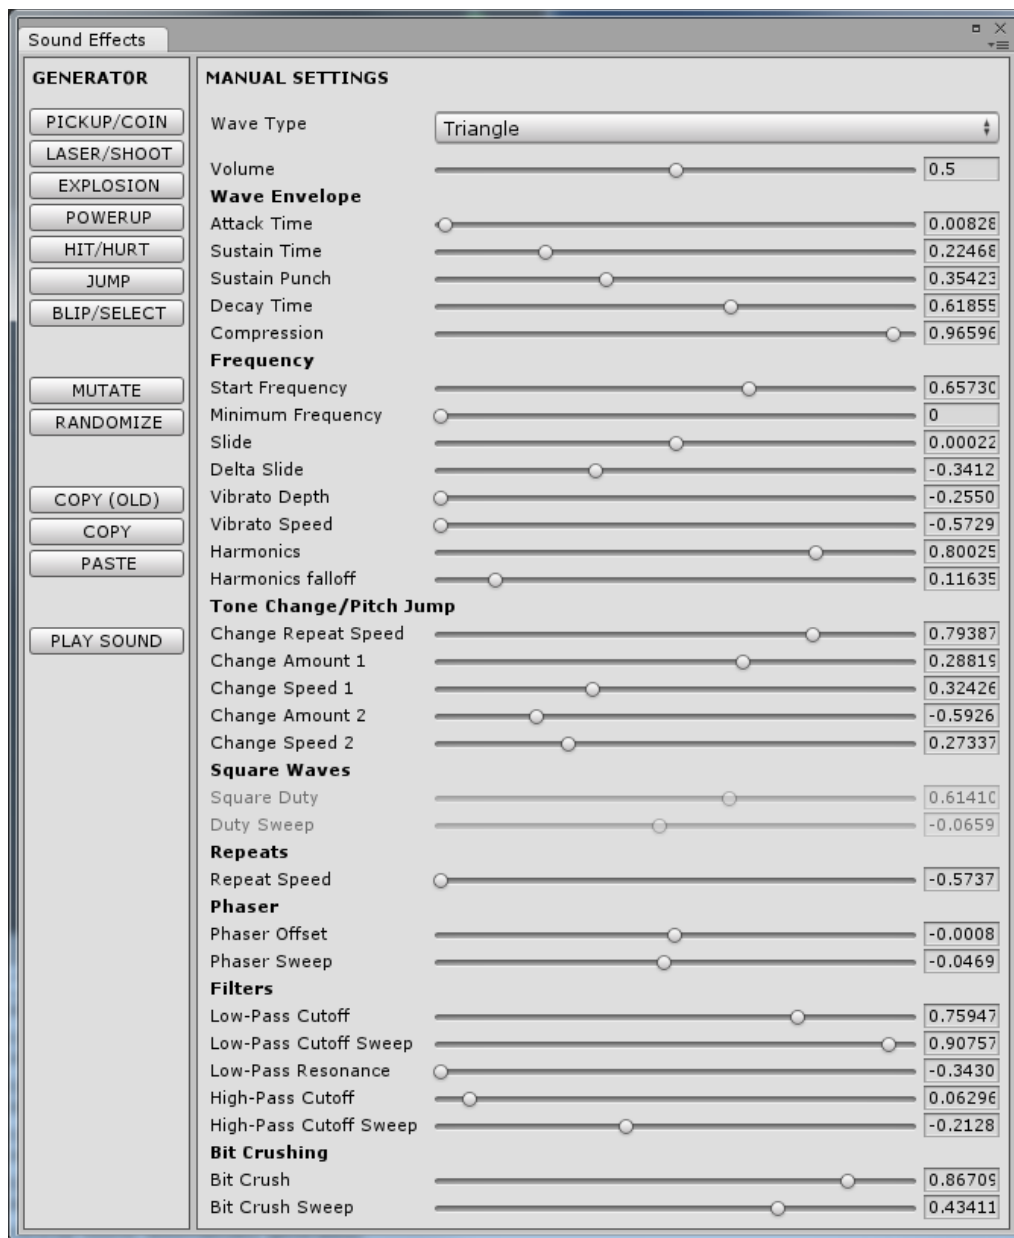 Sound Effects
GENERATOR
PICKUP/COIN
LASER/SHOOT
EXPLOSION
POWERUP
HIT/HURT
JUMP
BLIP/SELECT
MUTATE
RANDOMIZE
COPY (OLD)
COPY
PASTE
PLAY SOUND
MANUAL SETTINGS
Wave Type Triangle
Volume 0.5
Wave Envelope
Attack Time 0.00828
Sustain Time 0.22468
Sustain Punch 0.35423
Decay Time 0.61855
Compression 0.96596
Frequency
Start Frequency 0.65730
Minimum Frequency 0
Slide 0.00022
Delta Slide -0.3412
Vibrato Depth -0.2550
Vibrato Speed -0.5729
Harmonics 0.80025
Harmonics falloff 0.11635
Tone Change/Pitch Jump
Change Repeat Speed 0.79387
Change Amount 1 0.28819
Change Speed 1 0.32426
Change Amount 2 -0.5926
Change Speed 2 0.27337
Square Waves
Square Duty 0.61410
Duty Sweep -0.0659
Repeats
Repeat Speed -0.5737
Phaser
Phaser Offset -0.0008
Phaser Sweep -0.0469
Filters
Low-Pass Cutoff 0.75947
Low-Pass Cutoff Sweep 0.90757
Low-Pass Resonance -0.3430
High-Pass Cutoff 0.06296
High-Pass Cutoff Sweep -0.2128
Bit Crushing
Bit Crush 0.86709
Bit Crush Sweep 0.43411